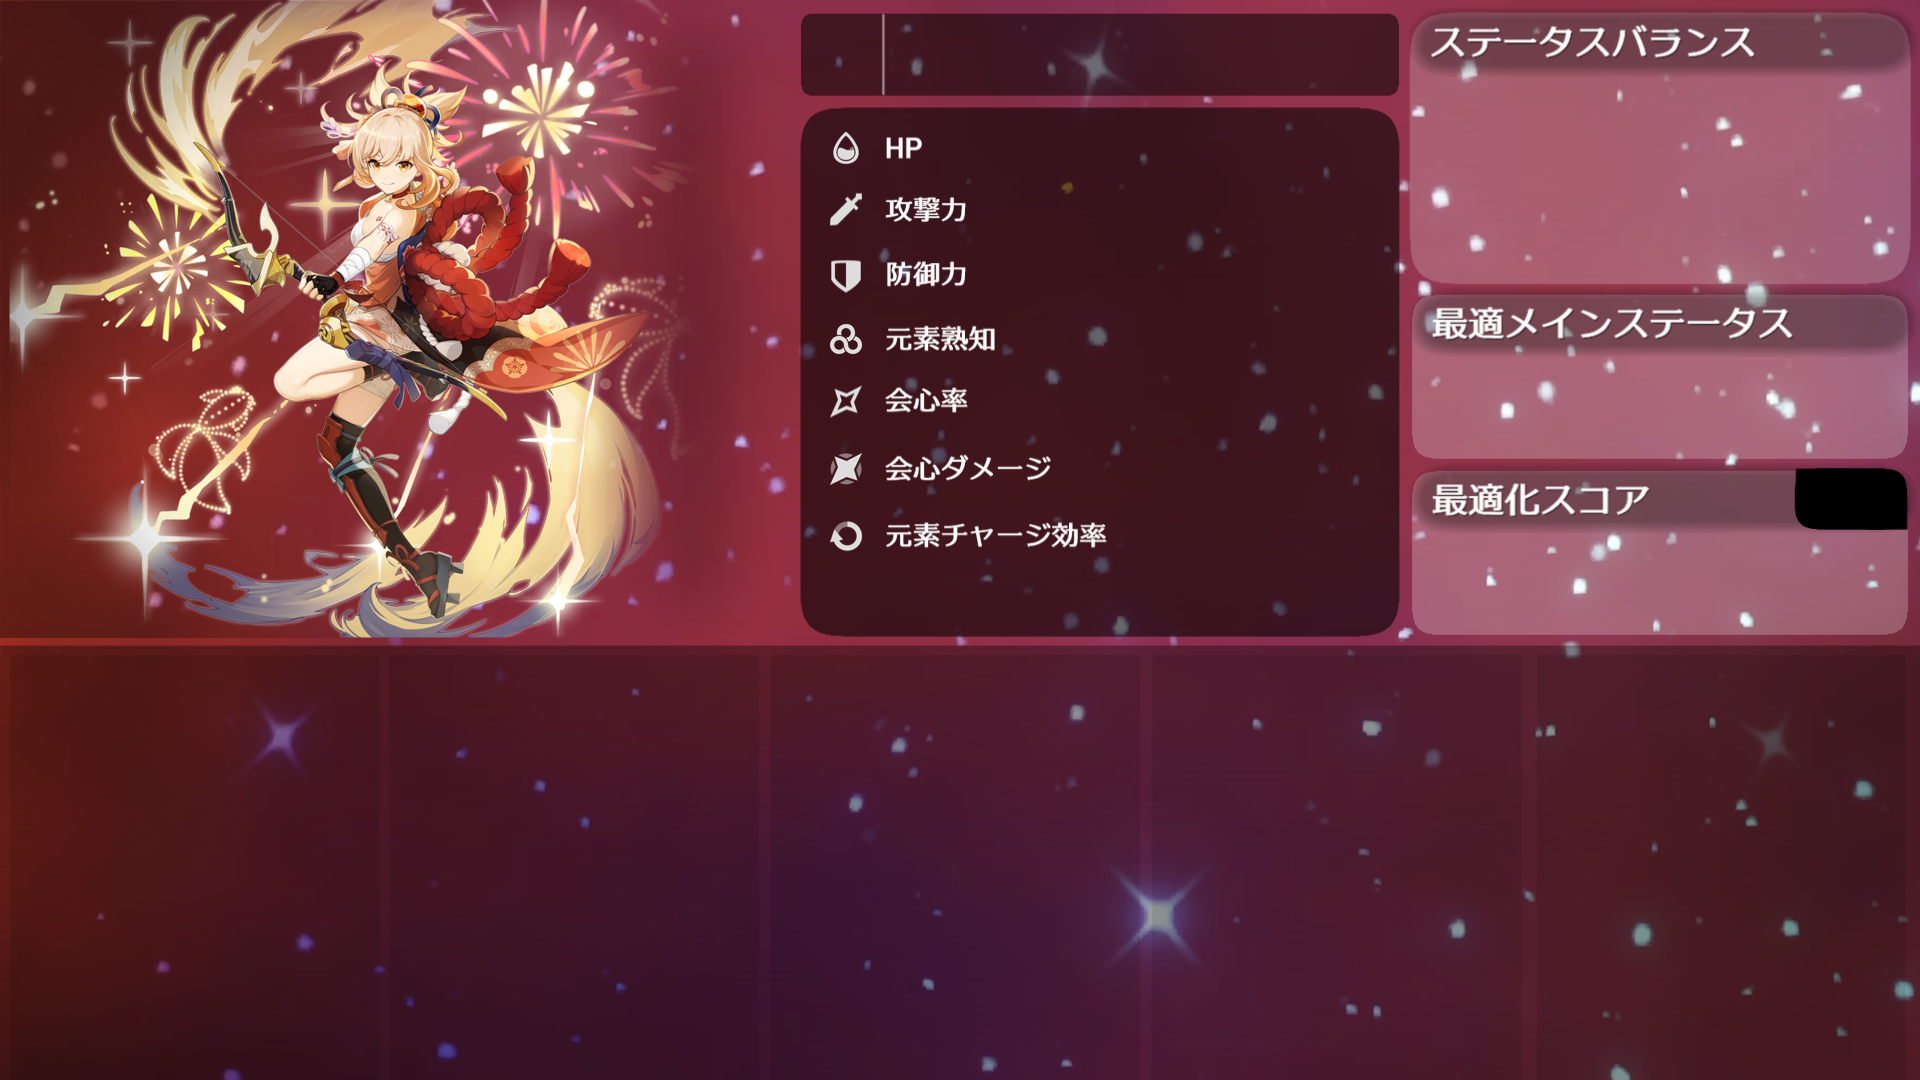 HP
攻撃力
防御力
元素熟知
会心率
会心ダメージ
元素チャージ効率
ステータスバランス
最適メインステータス
最適化スコア